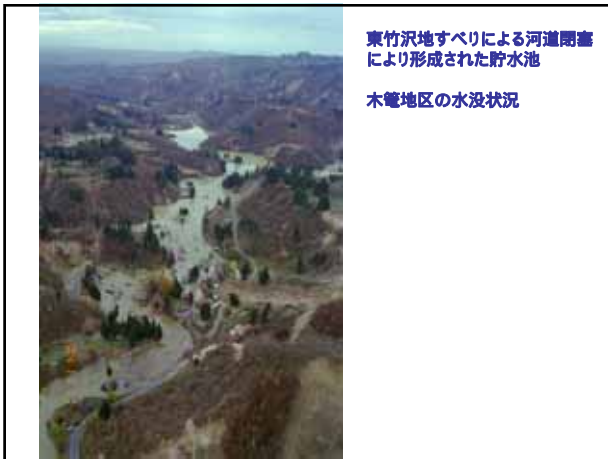 東竹沢地すべりによる河道閉塞
により形成された貯水池
木篭地区の水没状況